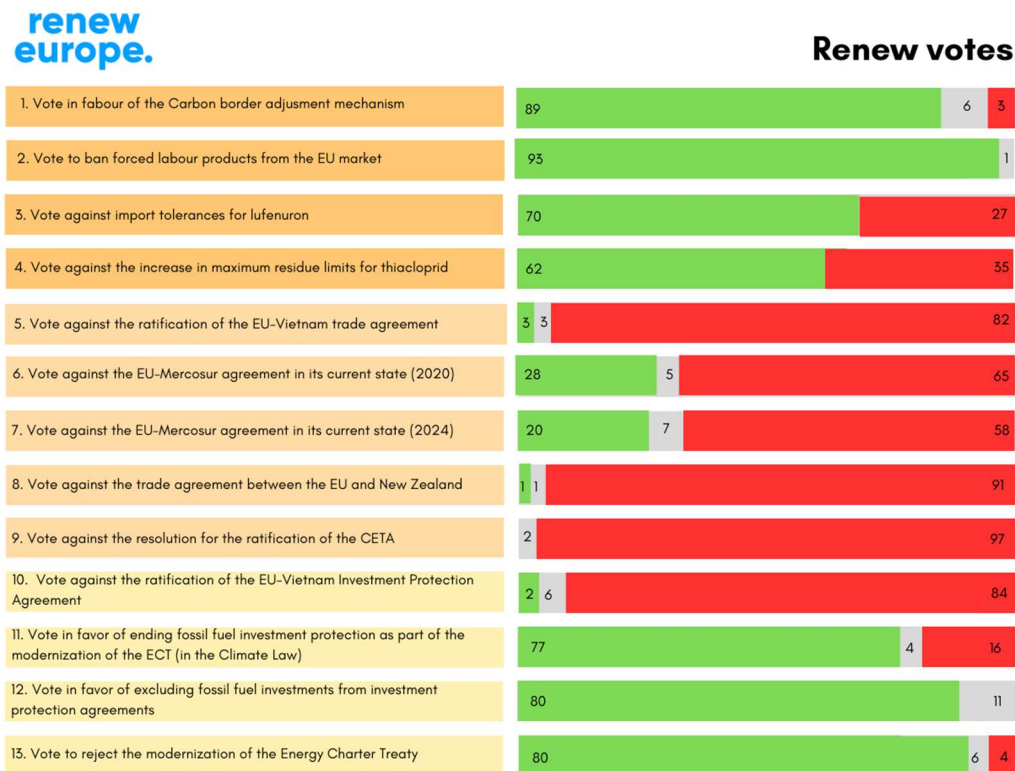 renew
europe.
Renew votes
1. Vote in fabour of the Carbon border adjusment mechanism
89 6 3
2. Vote to ban forced labour products from the EU market
93 1
3. Vote against import tolerances for lufenuron
70 27
4. Vote against the increase in maximum residue limits for thiacloprid
62 35
5. Vote against the ratification of the EU-Vietnam trade agreement
3 3 82
6. Vote against the EU-Mercosur agreement in its current state (2020)
28 5 65
7. Vote against the EU-Mercosur agreement in its current state (2024)
20 7 58
8. Vote against the trade agreement between the EU and New Zealand
1 1 91
9. Vote against the resolution for the ratification of the CETA
2 97
10. Vote against the ratification of the EU-Vietnam Investment Protection
Agreement
2 6 84
11. Vote in favor of ending fossil fuel investment protection as part of the
modernization of the ECT (in the Climate Law)
77 4 16
12. Vote in favor of excluding fossil fuel investments from investment
protection agreements
80 11
13. Vote to reject the modernization of the Energy Charter Treaty
80 6 4